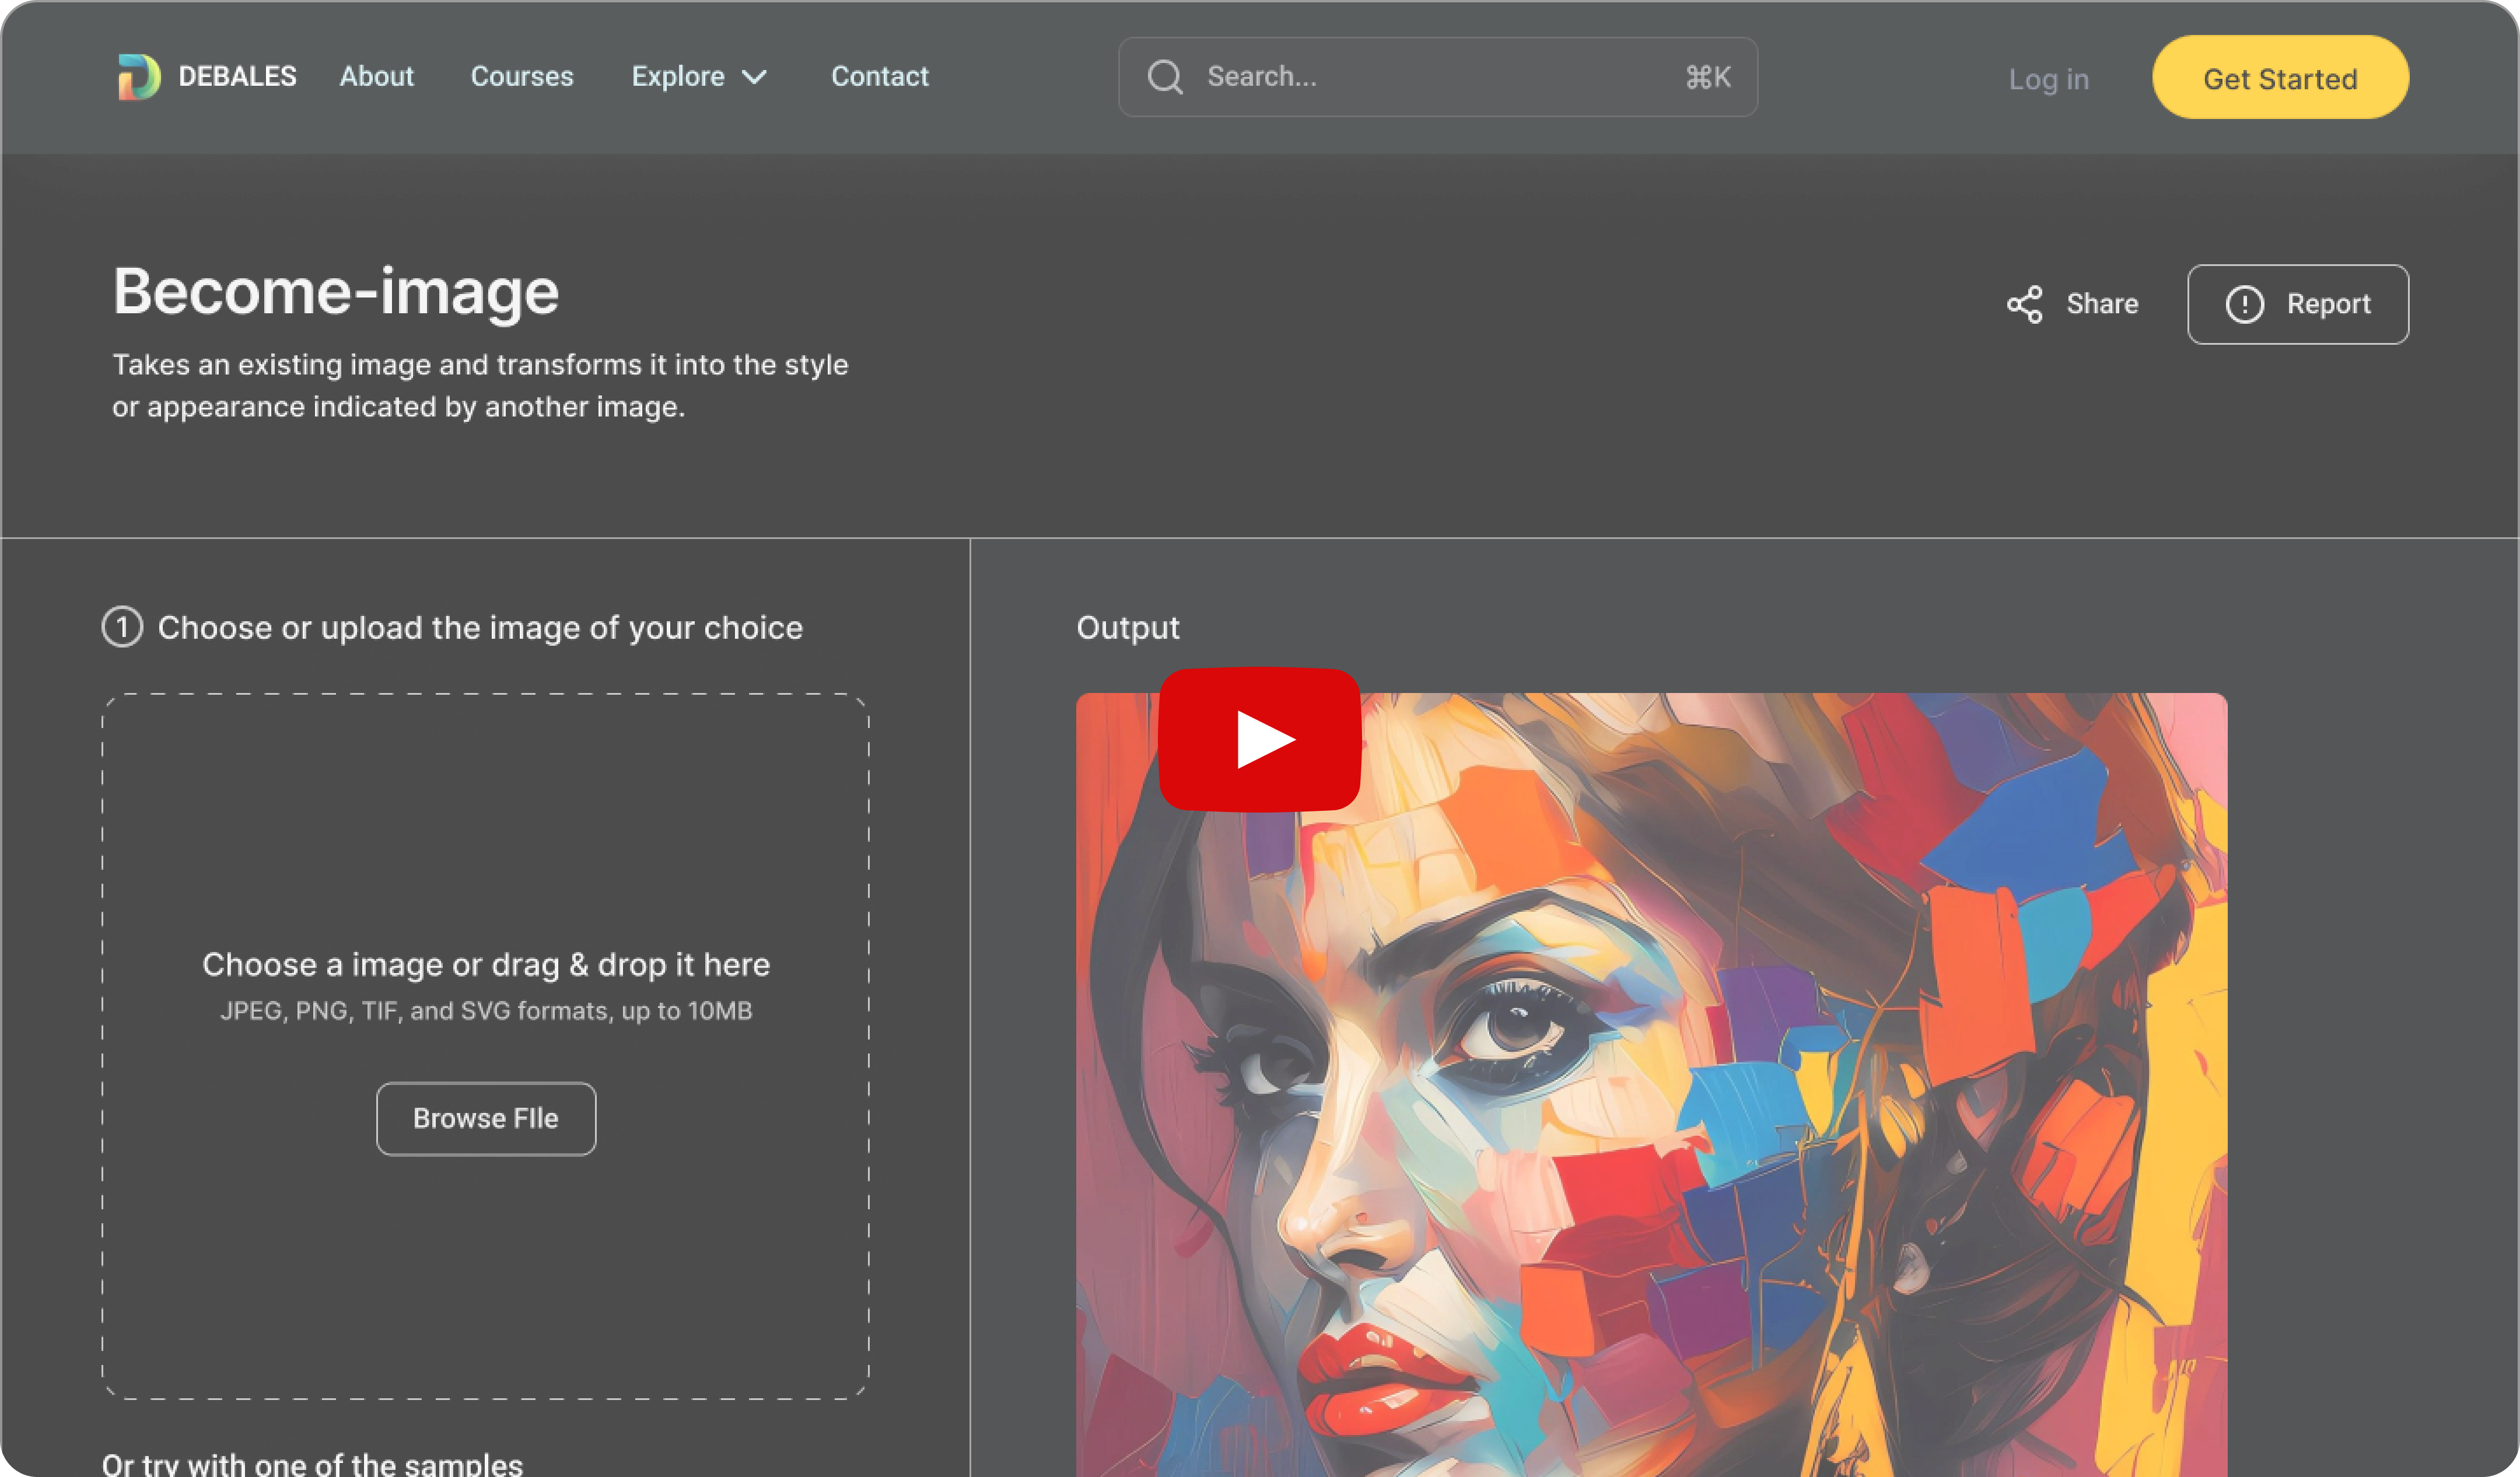 DEBALES
About
Courses
Explore
Contact
Search...
⌘K
Log in
Get Started
Become-image
Takes an existing image and transforms it into the style
or appearance indicated by another image.
Share
Report
1 Choose or upload the image of your choice
Choose a image or drag & drop it here
JPEG, PNG, TIF, and SVG formats, up to 10MB
Browse FIle
Or try with one of the samples
Output